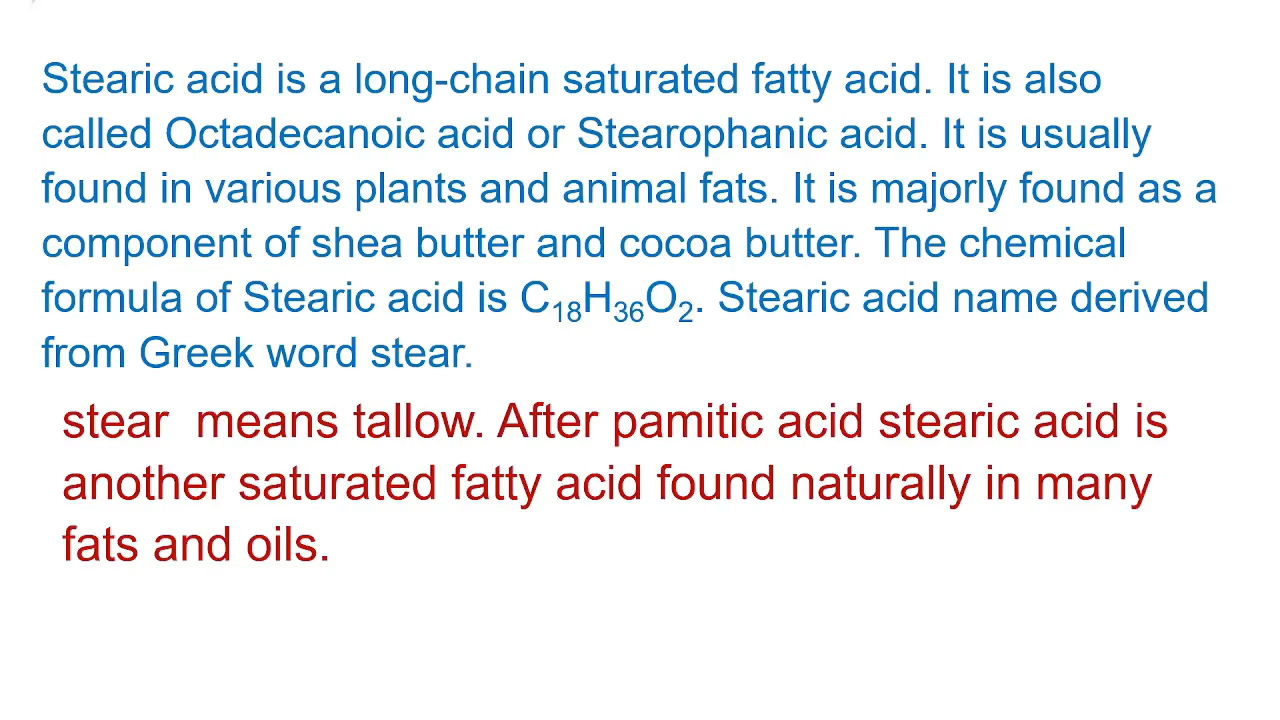 Stearic acid is a long-chain saturated fatty acid. It is also
called Octadecanoic acid or Stearophanic acid. It is usually
found in various plants and animal fats. It is majorly found as a
component of shea butter and cocoa butter. The chemical
formula of Stearic acid is C₁₈H₃₆O₂. Stearic acid name derived
from Greek word stear.
stear means tallow. After pamitic acid stearic acid is
another saturated fatty acid found naturally in many
fats and oils.